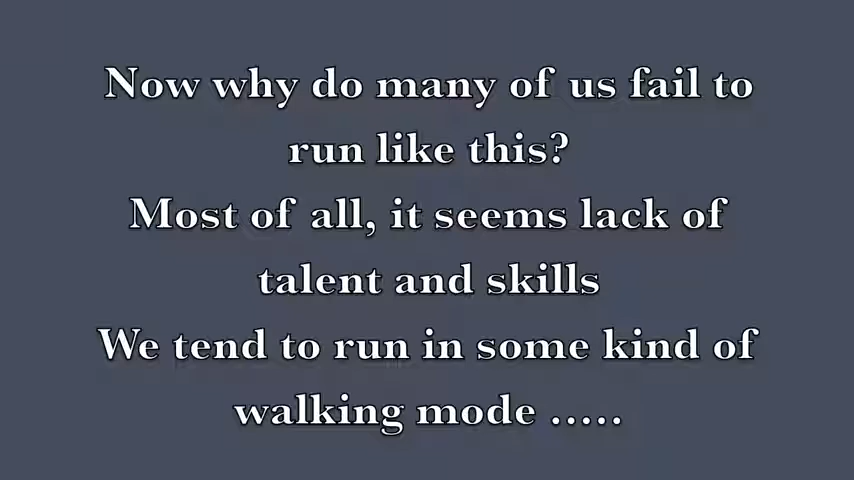 Now why do many of us fail to
run like this?
Most of all, it seems lack of
talent and skills
We tend to run in some kind of
walking mode .....